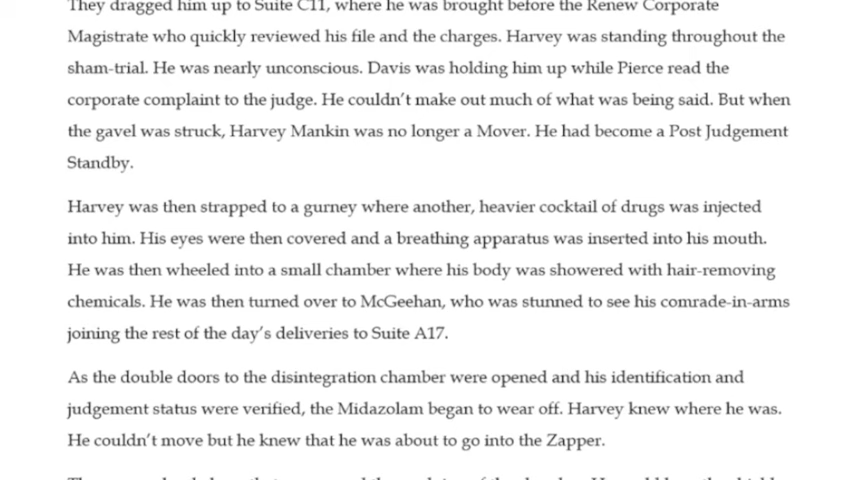 They dragged him up to Suite C11, where he was brought before the Renew Corporate
Magistrate who quickly reviewed his file and the charges. Harvey was standing throughout the
sham-trial. He was nearly unconscious. Davis was holding him up while Pierce read the
corporate complaint to the judge. He couldn't make out much of what was being said. But when
the gavel was struck, Harvey Mankin was no longer a Mover. He had become a Post Judgement
Standby.
Harvey was then strapped to a gurney where another, heavier cocktail of drugs was injected
into him. His eyes were then covered and a breathing apparatus was inserted into his mouth.
He was then wheeled into a small chamber where his body was showered with hair-removing
chemicals. He was then turned over to McGeehan, who was stunned to see his comrade-in-arms
joining the rest of the day's deliveries to Suite A17.
As the double doors to the disintegration chamber were opened and his identification and
judgement status were verified, the Midazolam began to wear off. Harvey knew where he was.
He couldn't move but he knew that he was about to go into the Zapper.